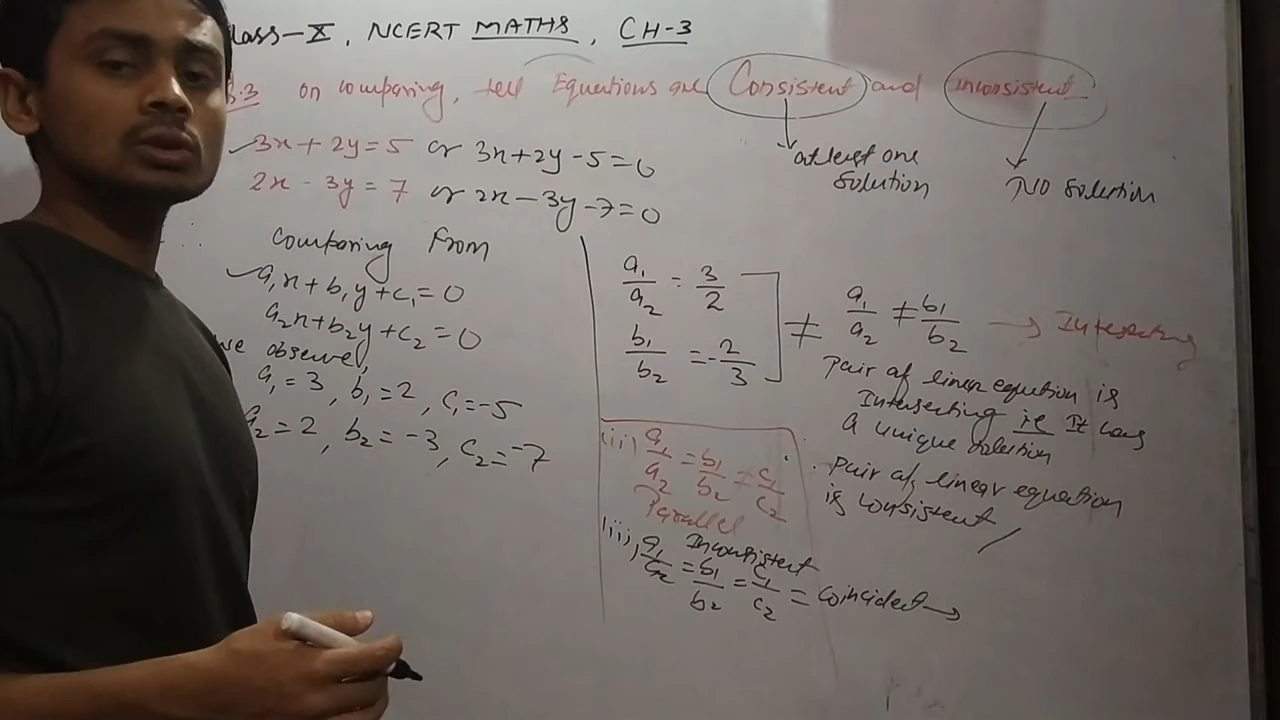 lass-X, NCERT MATHS, CH-3
3.3 on comparing, tell Equations are Consistent and inconsistent
3x + 2y = 5 or 3x+2y-5=0
2x - 3y = 7 or 2x-3y-7=0
atleast one solution
No solution
Comparing From
a₁x + b₁y + c₁ = 0
a₂x + b₂y + c₂ = 0
we observe,
a₁ = 3, b₁ = 2, c₁ = -5
a₂ = 2, b₂ = -3, c₂ = -7
a₁/a₂ = 3/2
b₁/b₂ = -2/3
≠
a₁/a₂ ≠ b₁/b₂ → Intersecting
Pair of linear equation is
Intersecting ie It has
a unique solution
∴ pair of linear equation
is consistent
(ii) a₁/a₂ = b₁/b₂ ≠ c₁/c₂
Parallel
Inconsistent
(iii) a₁/a₂ = b₁/b₂ = c₁/c₂ = coincident →